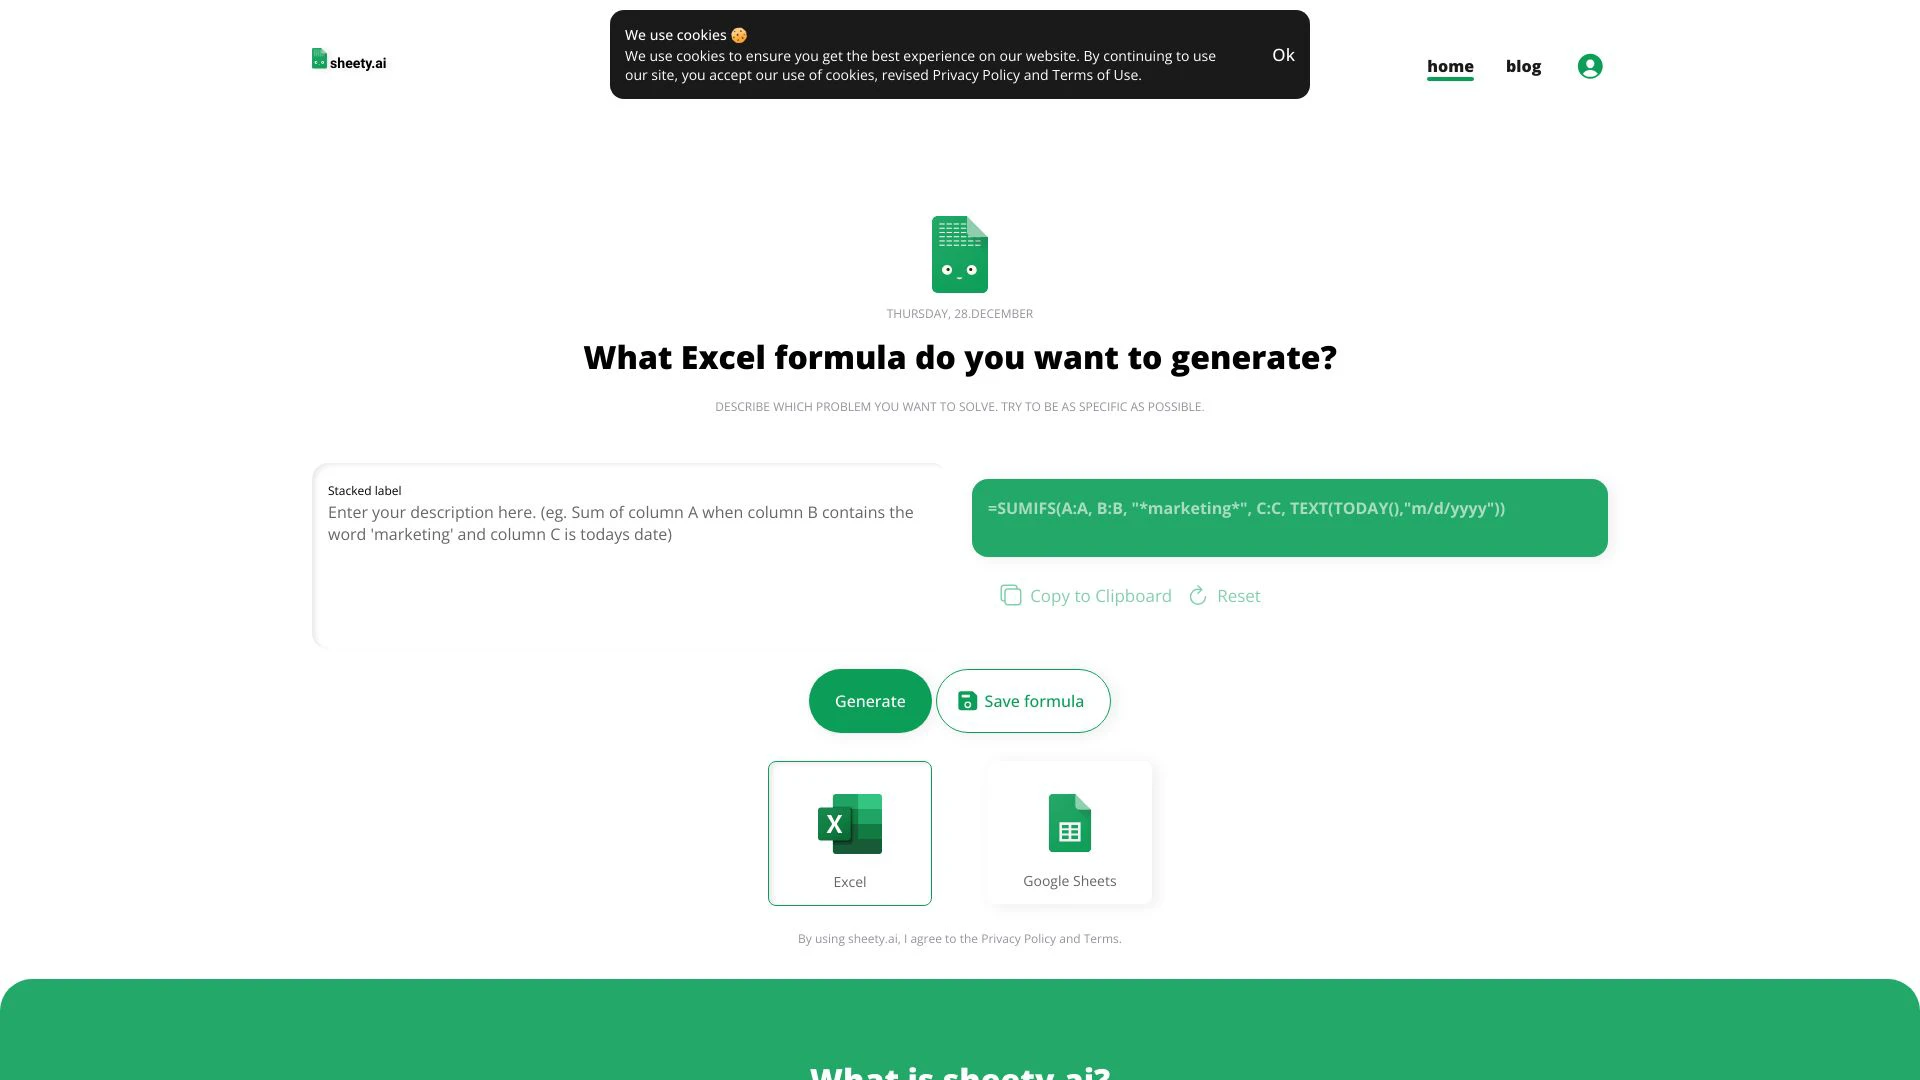 sheety.ai
We use cookies 🍪
We use cookies to ensure you get the best experience on our website. By continuing to use
our site, you accept our use of cookies, revised Privacy Policy and Terms of Use.
Ok
home
blog
THURSDAY, 28.DECEMBER
What Excel formula do you want to generate?
DESCRIBE WHICH PROBLEM YOU WANT TO SOLVE. TRY TO BE AS SPECIFIC AS POSSIBLE.
Stacked label
Enter your description here. (eg. Sum of column A when column B contains the
word 'marketing' and column C is todays date)
=SUMIFS(A:A, B:B, "*marketing*", C:C, TEXT(TODAY(),"m/d/yyyy"))
Copy to Clipboard
Reset
Generate
Save formula
X
Excel
Google Sheets
By using sheety.ai, I agree to the Privacy Policy and Terms.
What is sheety.ai?